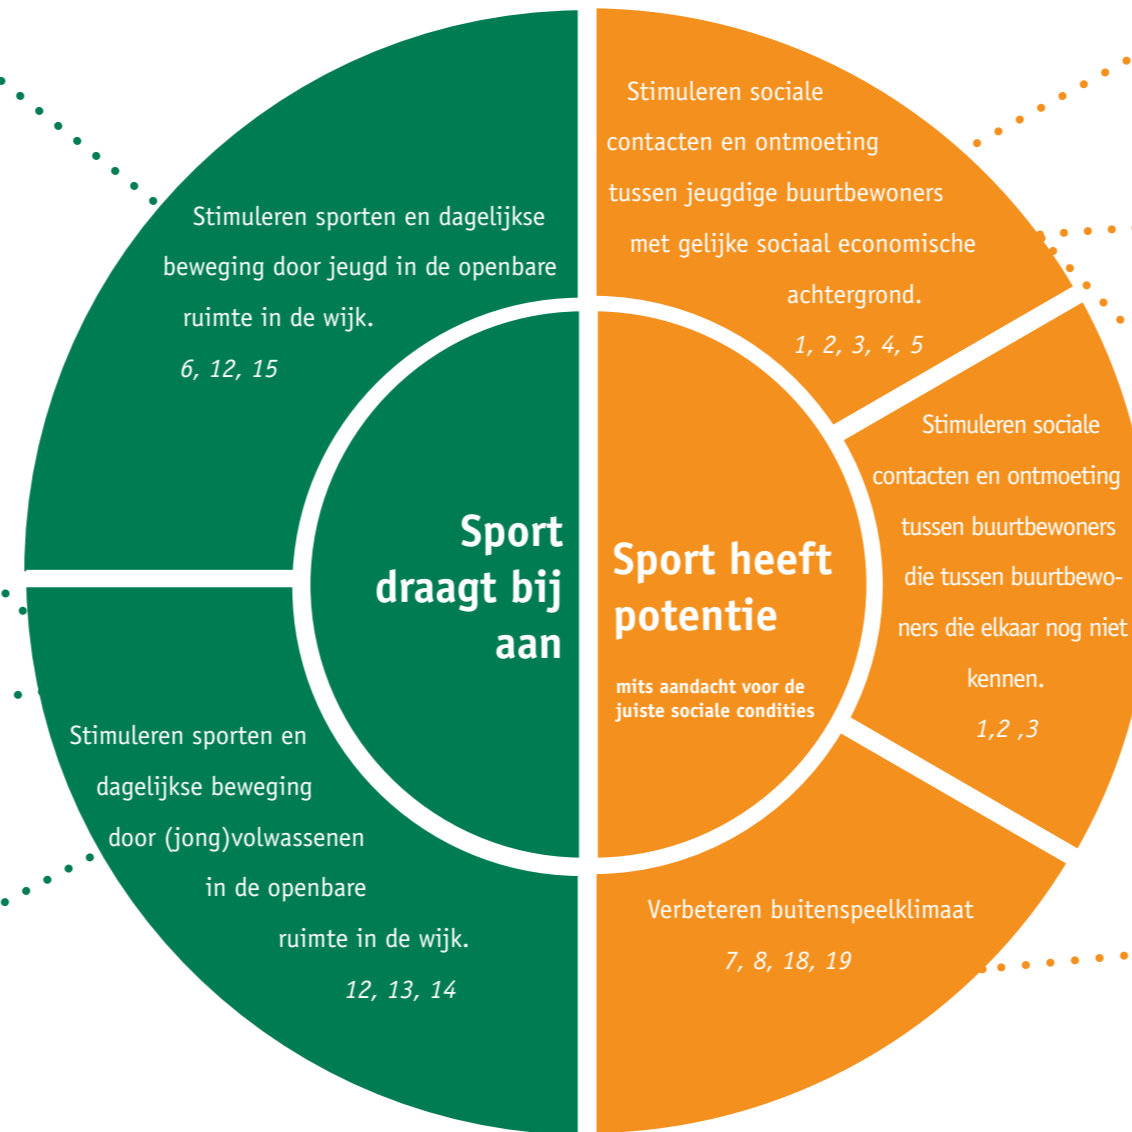 Stimuleren sporten en dagelijkse
beweging door jeugd in de openbare
ruimte in de wijk.
6, 12, 15
Sport
draagt bij
aan
Stimuleren sporten en
dagelijkse beweging
door (jong)volwassenen
in de openbare
ruimte in de wijk.
12, 13, 14
Stimuleren sociale
contacten en ontmoeting
tussen jeugdige buurtbewoners
met gelijke sociaal economische
achtergrond.
1, 2, 3, 4, 5
Sport heeft
potentie
mits aandacht voor de
juiste sociale condities
Stimuleren sociale
contacten en ontmoeting
tussen buurtbewoners
die tussen buurtbewo-
ners die elkaar nog niet
kennen.
1,2 ,3
Verbeteren buitenspeelklimaat
7, 8, 18, 19